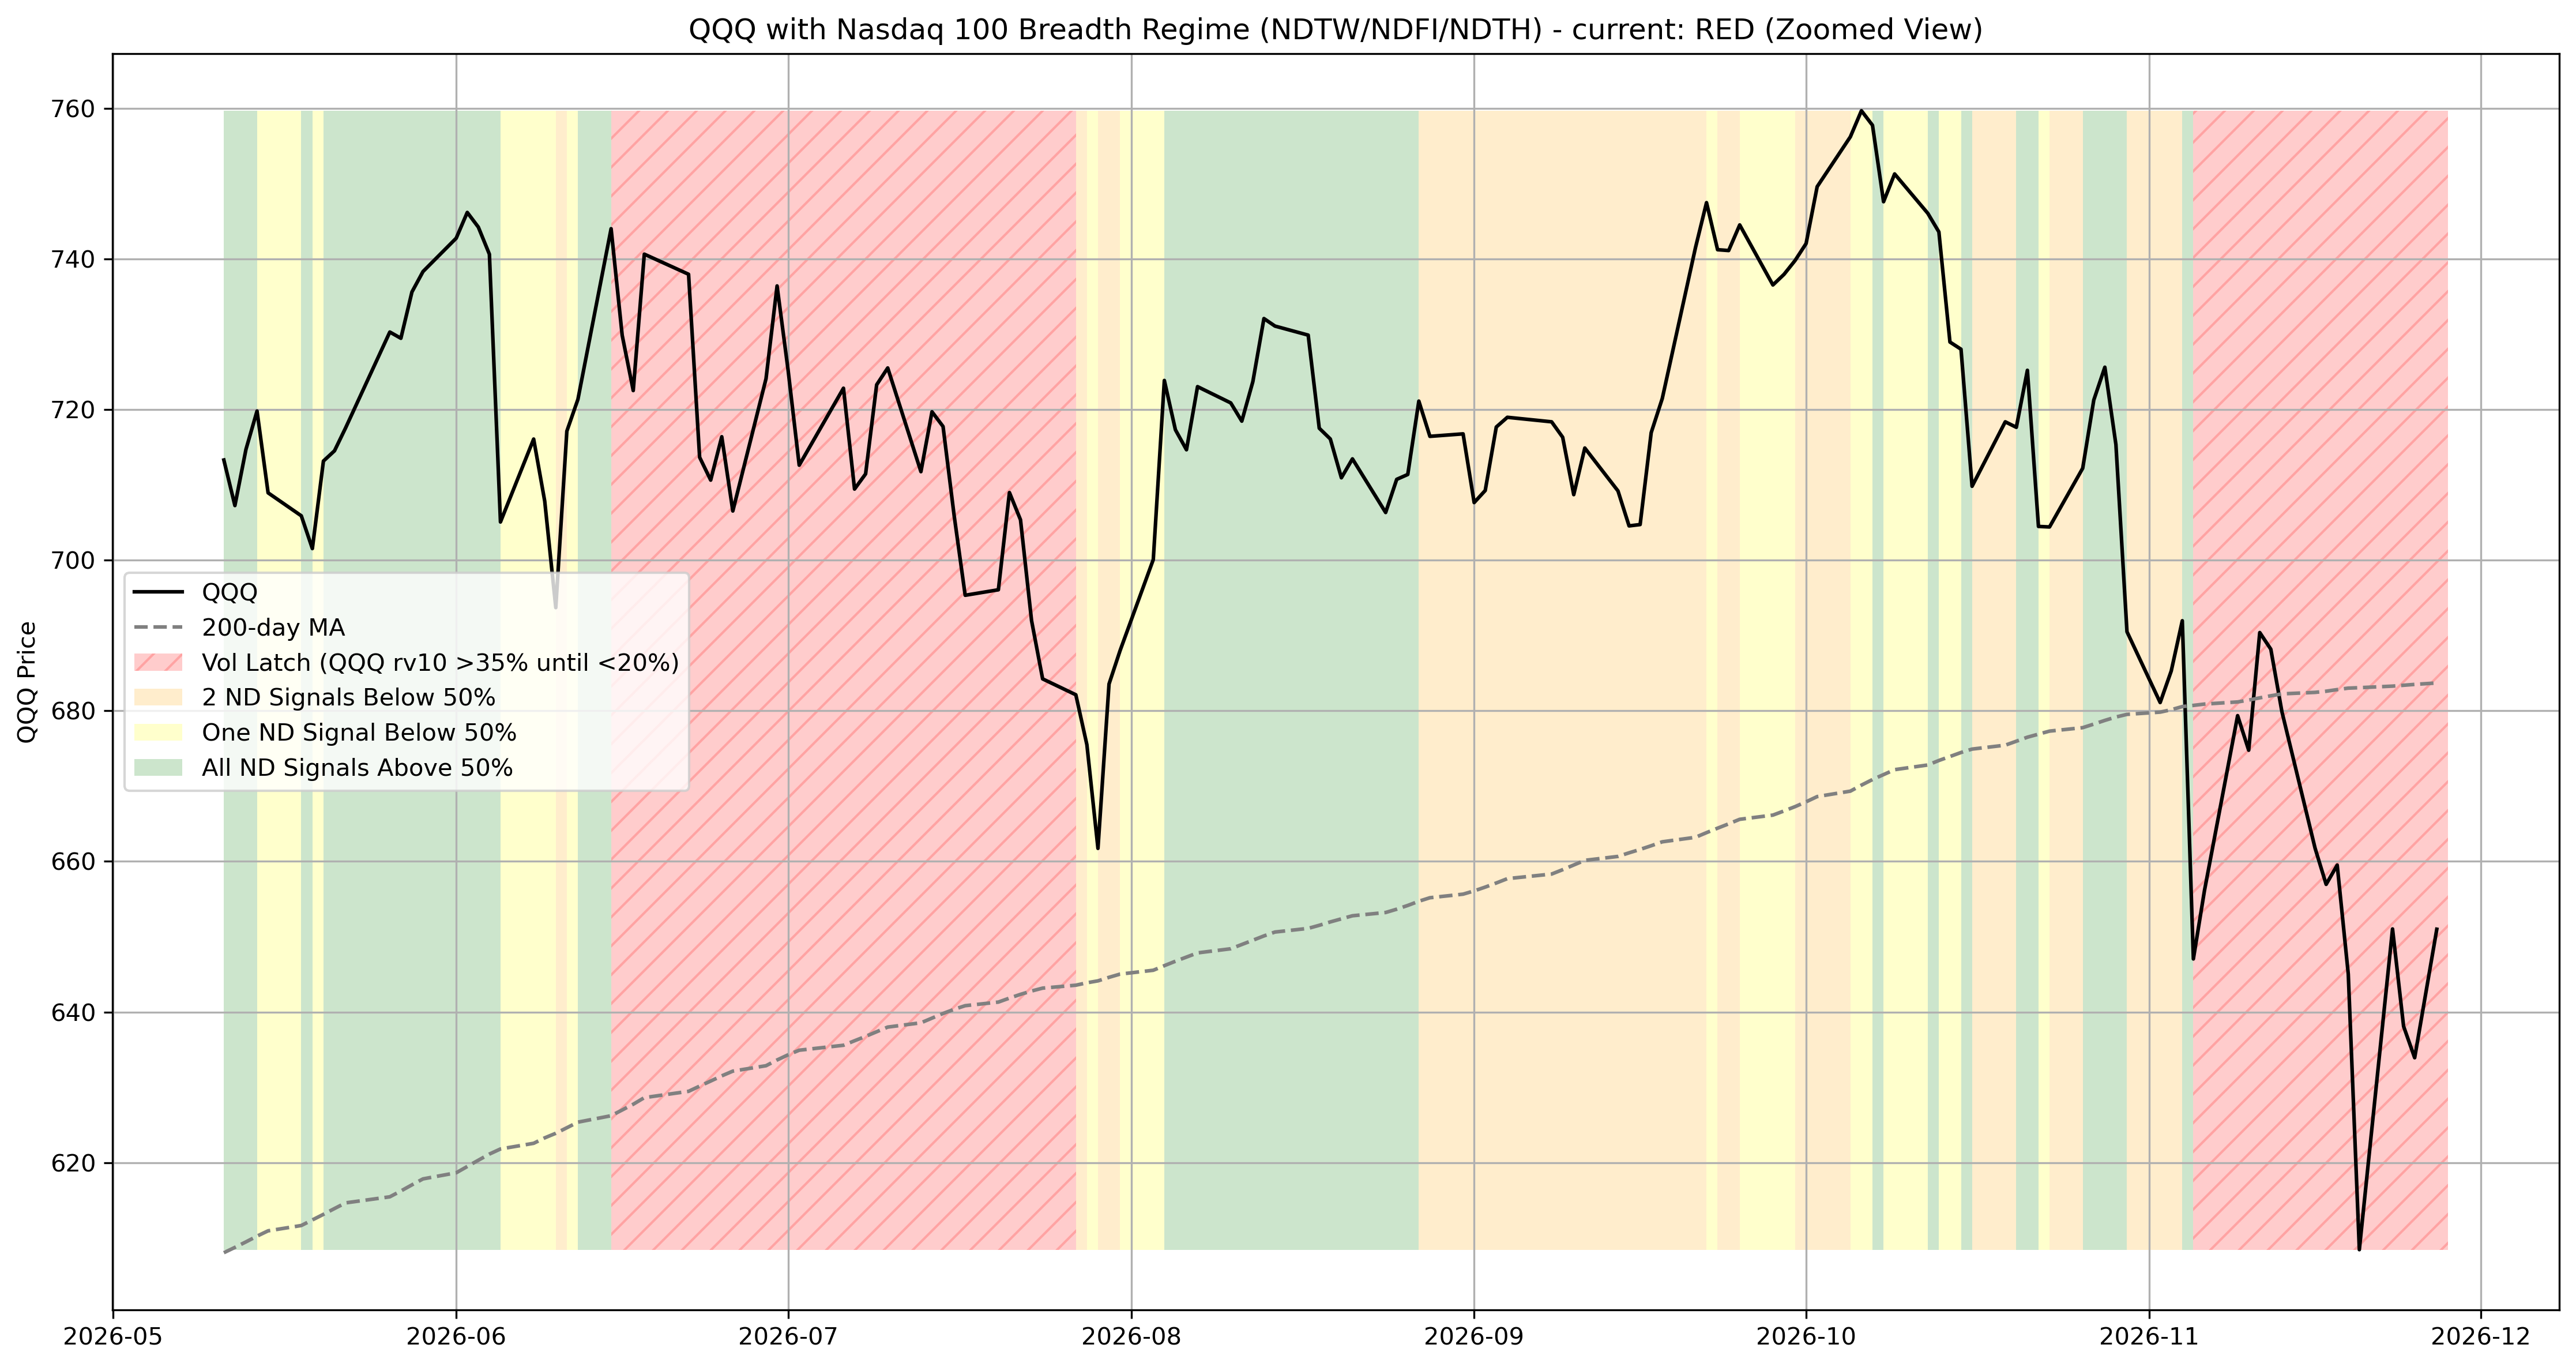 QQQ with Nasdaq 100 Breadth Regime (NDTW/NDFI/NDTH) - current: RED (Zoomed View)
760
740
720
700
680
660
640
620
QQQ Price
QQQ
200-day MA
Vol Latch (QQQ rv10 >35% until <20%)
2 ND Signals Below 50%
One ND Signal Below 50%
All ND Signals Above 50%
2026-05 2026-06 2026-07 2026-08 2026-09 2026-10 2026-11 2026-12